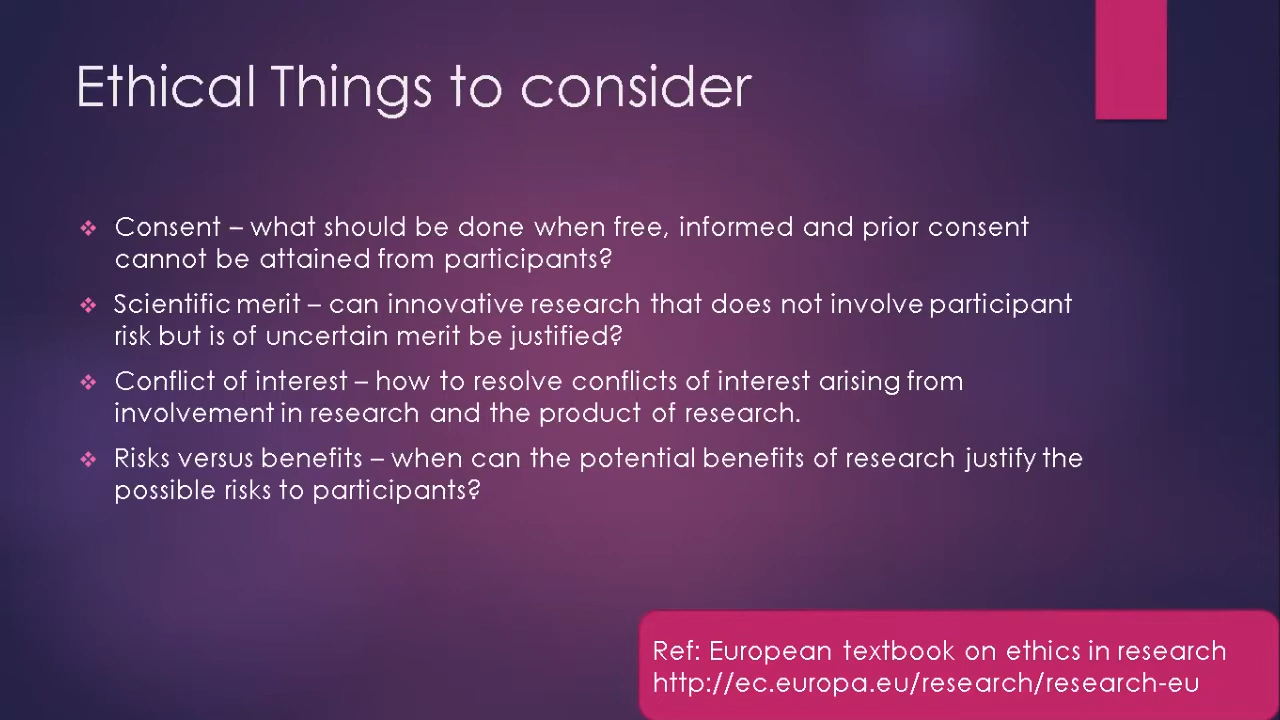 Ethical Things to consider
Consent – what should be done when free, informed and prior consent
cannot be attained from participants?
Scientific merit – can innovative research that does not involve participant
risk but is of uncertain merit be justified?
Conflict of interest – how to resolve conflicts of interest arising from
involvement in research and the product of research.
Risks versus benefits – when can the potential benefits of research justify the
possible risks to participants?
Ref: European textbook on ethics in research
http://ec.europa.eu/research/research-eu